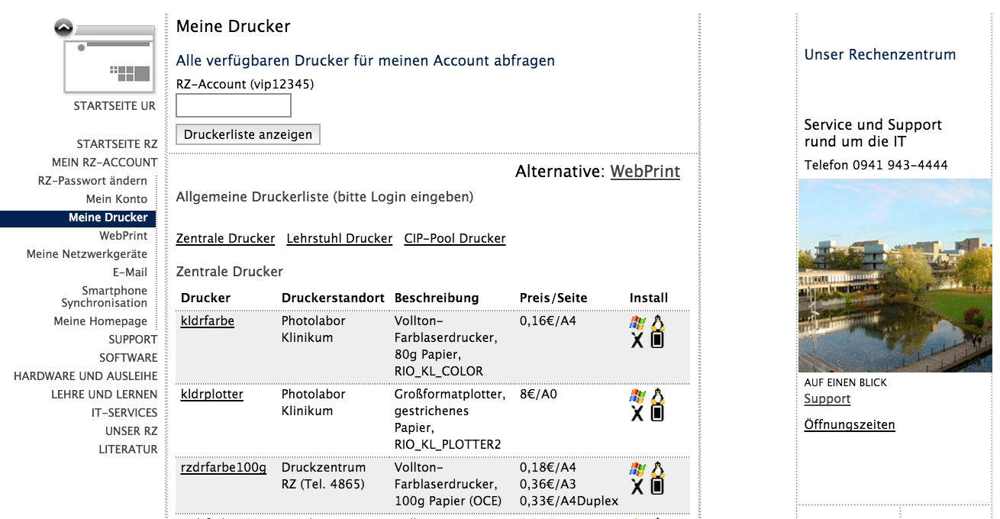 STARTSEITE UR
STARTSEITE RZ
MEIN RZ-ACCOUNT
RZ-Passwort ändern
Mein Konto
Meine Drucker
WebPrint
Meine Netzwerkgeräte
E-Mail
Smartphone
Synchronisation
Meine Homepage
SUPPORT
SOFTWARE
HARDWARE UND AUSLEIHE
LEHRE UND LERNEN
IT-SERVICES
UNSER RZ
LITERATUR
Meine Drucker
Alle verfügbaren Drucker für meinen Account abfragen
RZ-Account (vip12345)
Druckerliste anzeigen
Alternative: WebPrint
Allgemeine Druckerliste (bitte Login eingeben)
Zentrale Drucker Lehrstuhl Drucker CIP-Pool Drucker
Zentrale Drucker
Drucker Druckerstandort Beschreibung Preis/Seite Install
kldrfarbe Photolabor Vollton- 0,16€/A4
Klinikum Farblaserdrucker,
80g Papier,
RIO_KL_COLOR
kldrplotter Photolabor Großformatplotter, 8€/A0
Klinikum gestrichenes
Papier,
RIO_KL_PLOTTER2
rzdrfarbe100g Druckzentrum Vollton- 0,18€/A4
RZ (Tel. 4865) Farblaserdrucker, 0,36€/A3
100g Papier (OCE) 0,33€/A4Duplex
Unser Rechenzentrum
Service und Support
rund um die IT
Telefon 0941 943-4444
AUF EINEN BLICK
Support
Öffnungszeiten